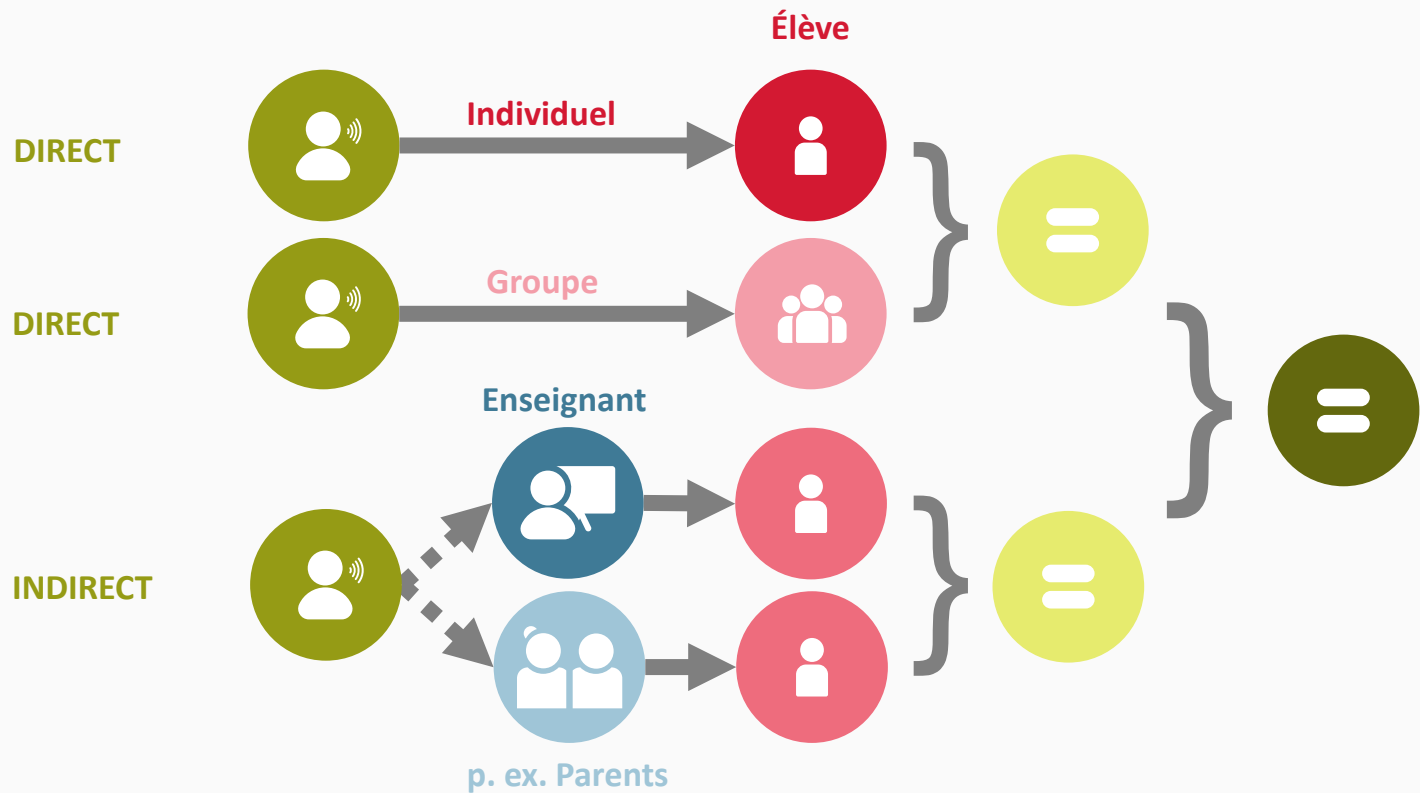 Élève
Individuel
DIRECT
Groupe
DIRECT
Enseignant
INDIRECT
p. ex. Parents